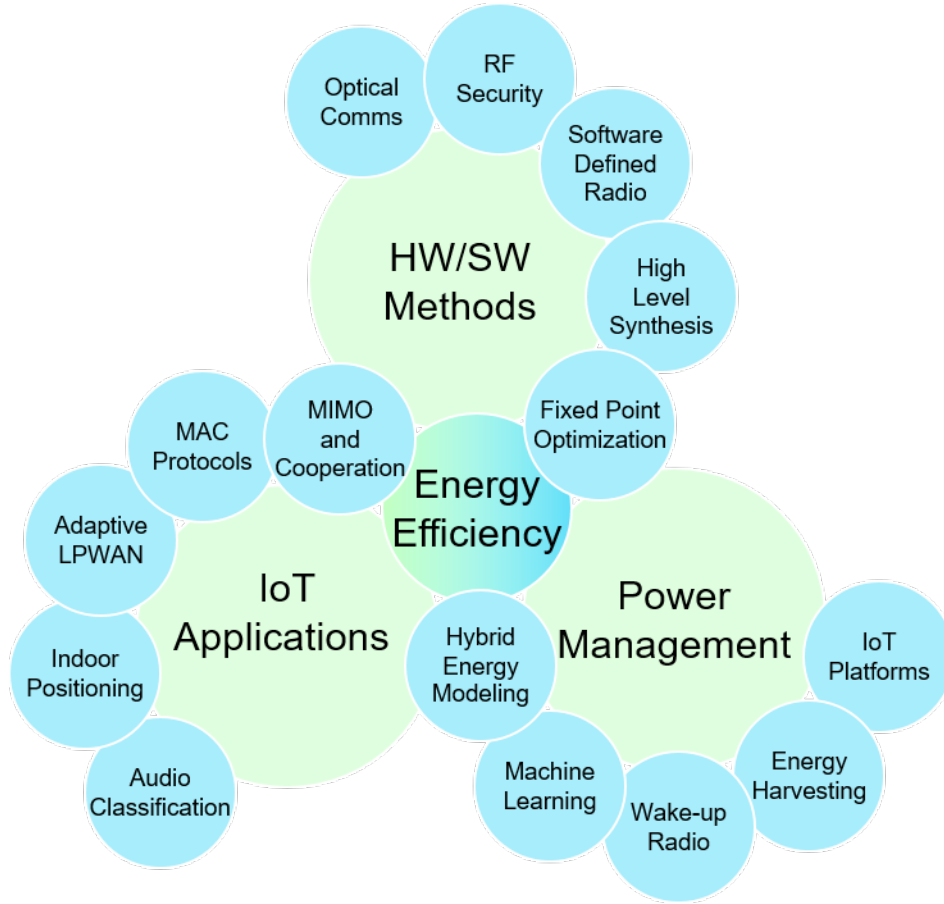 Optical
Comms
RF
Security
Software
Defined
Radio
HW/SW
Methods
High
Level
Synthesis
MIMO
and
Cooperation
Fixed Point
Optimization
MAC
Protocols
Energy
Efficiency
Adaptive
LPWAN
IoT
Applications
Power
Management
Hybrid
Energy
Modeling
IoT
Platforms
Indoor
Positioning
Audio
Classification
Machine
Learning
Wake-up
Radio
Energy
Harvesting